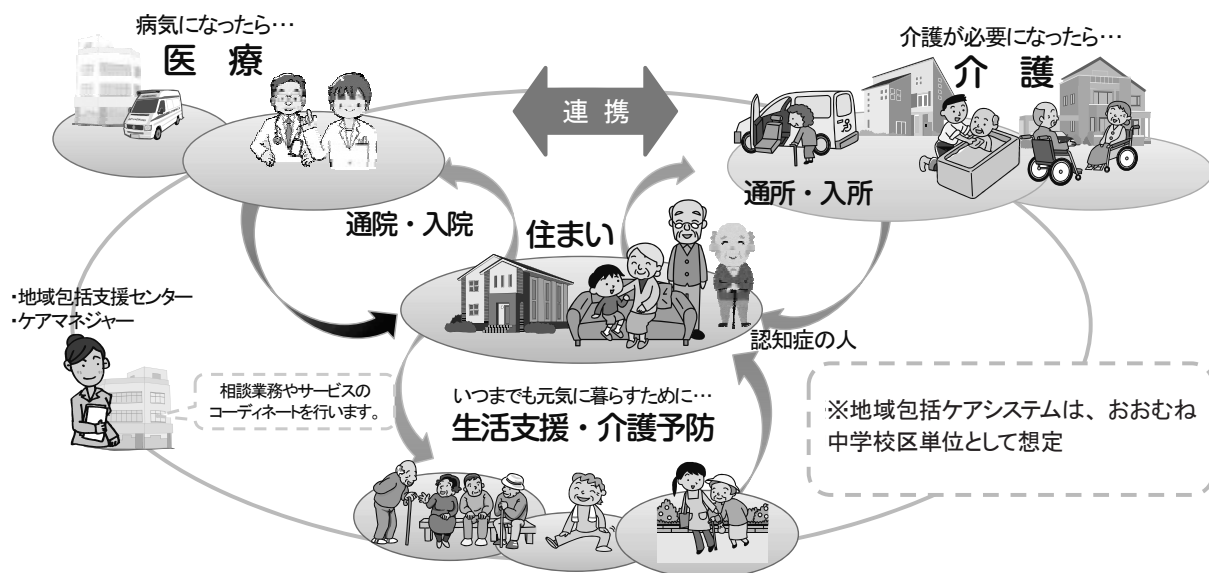 病気になったら…
医 療
介護が必要になったら…
介 護
連 携
通院・入院
住まい
通所・入所
・地域包括支援センター
・ケアマネジャー
認知症の人
相談業務やサービスの
コーディネートを行います。
いつまでも元気に暮らすために…
生活支援・介護予防
※地域包括ケアシステムは、おおむね
中学校区単位として想定